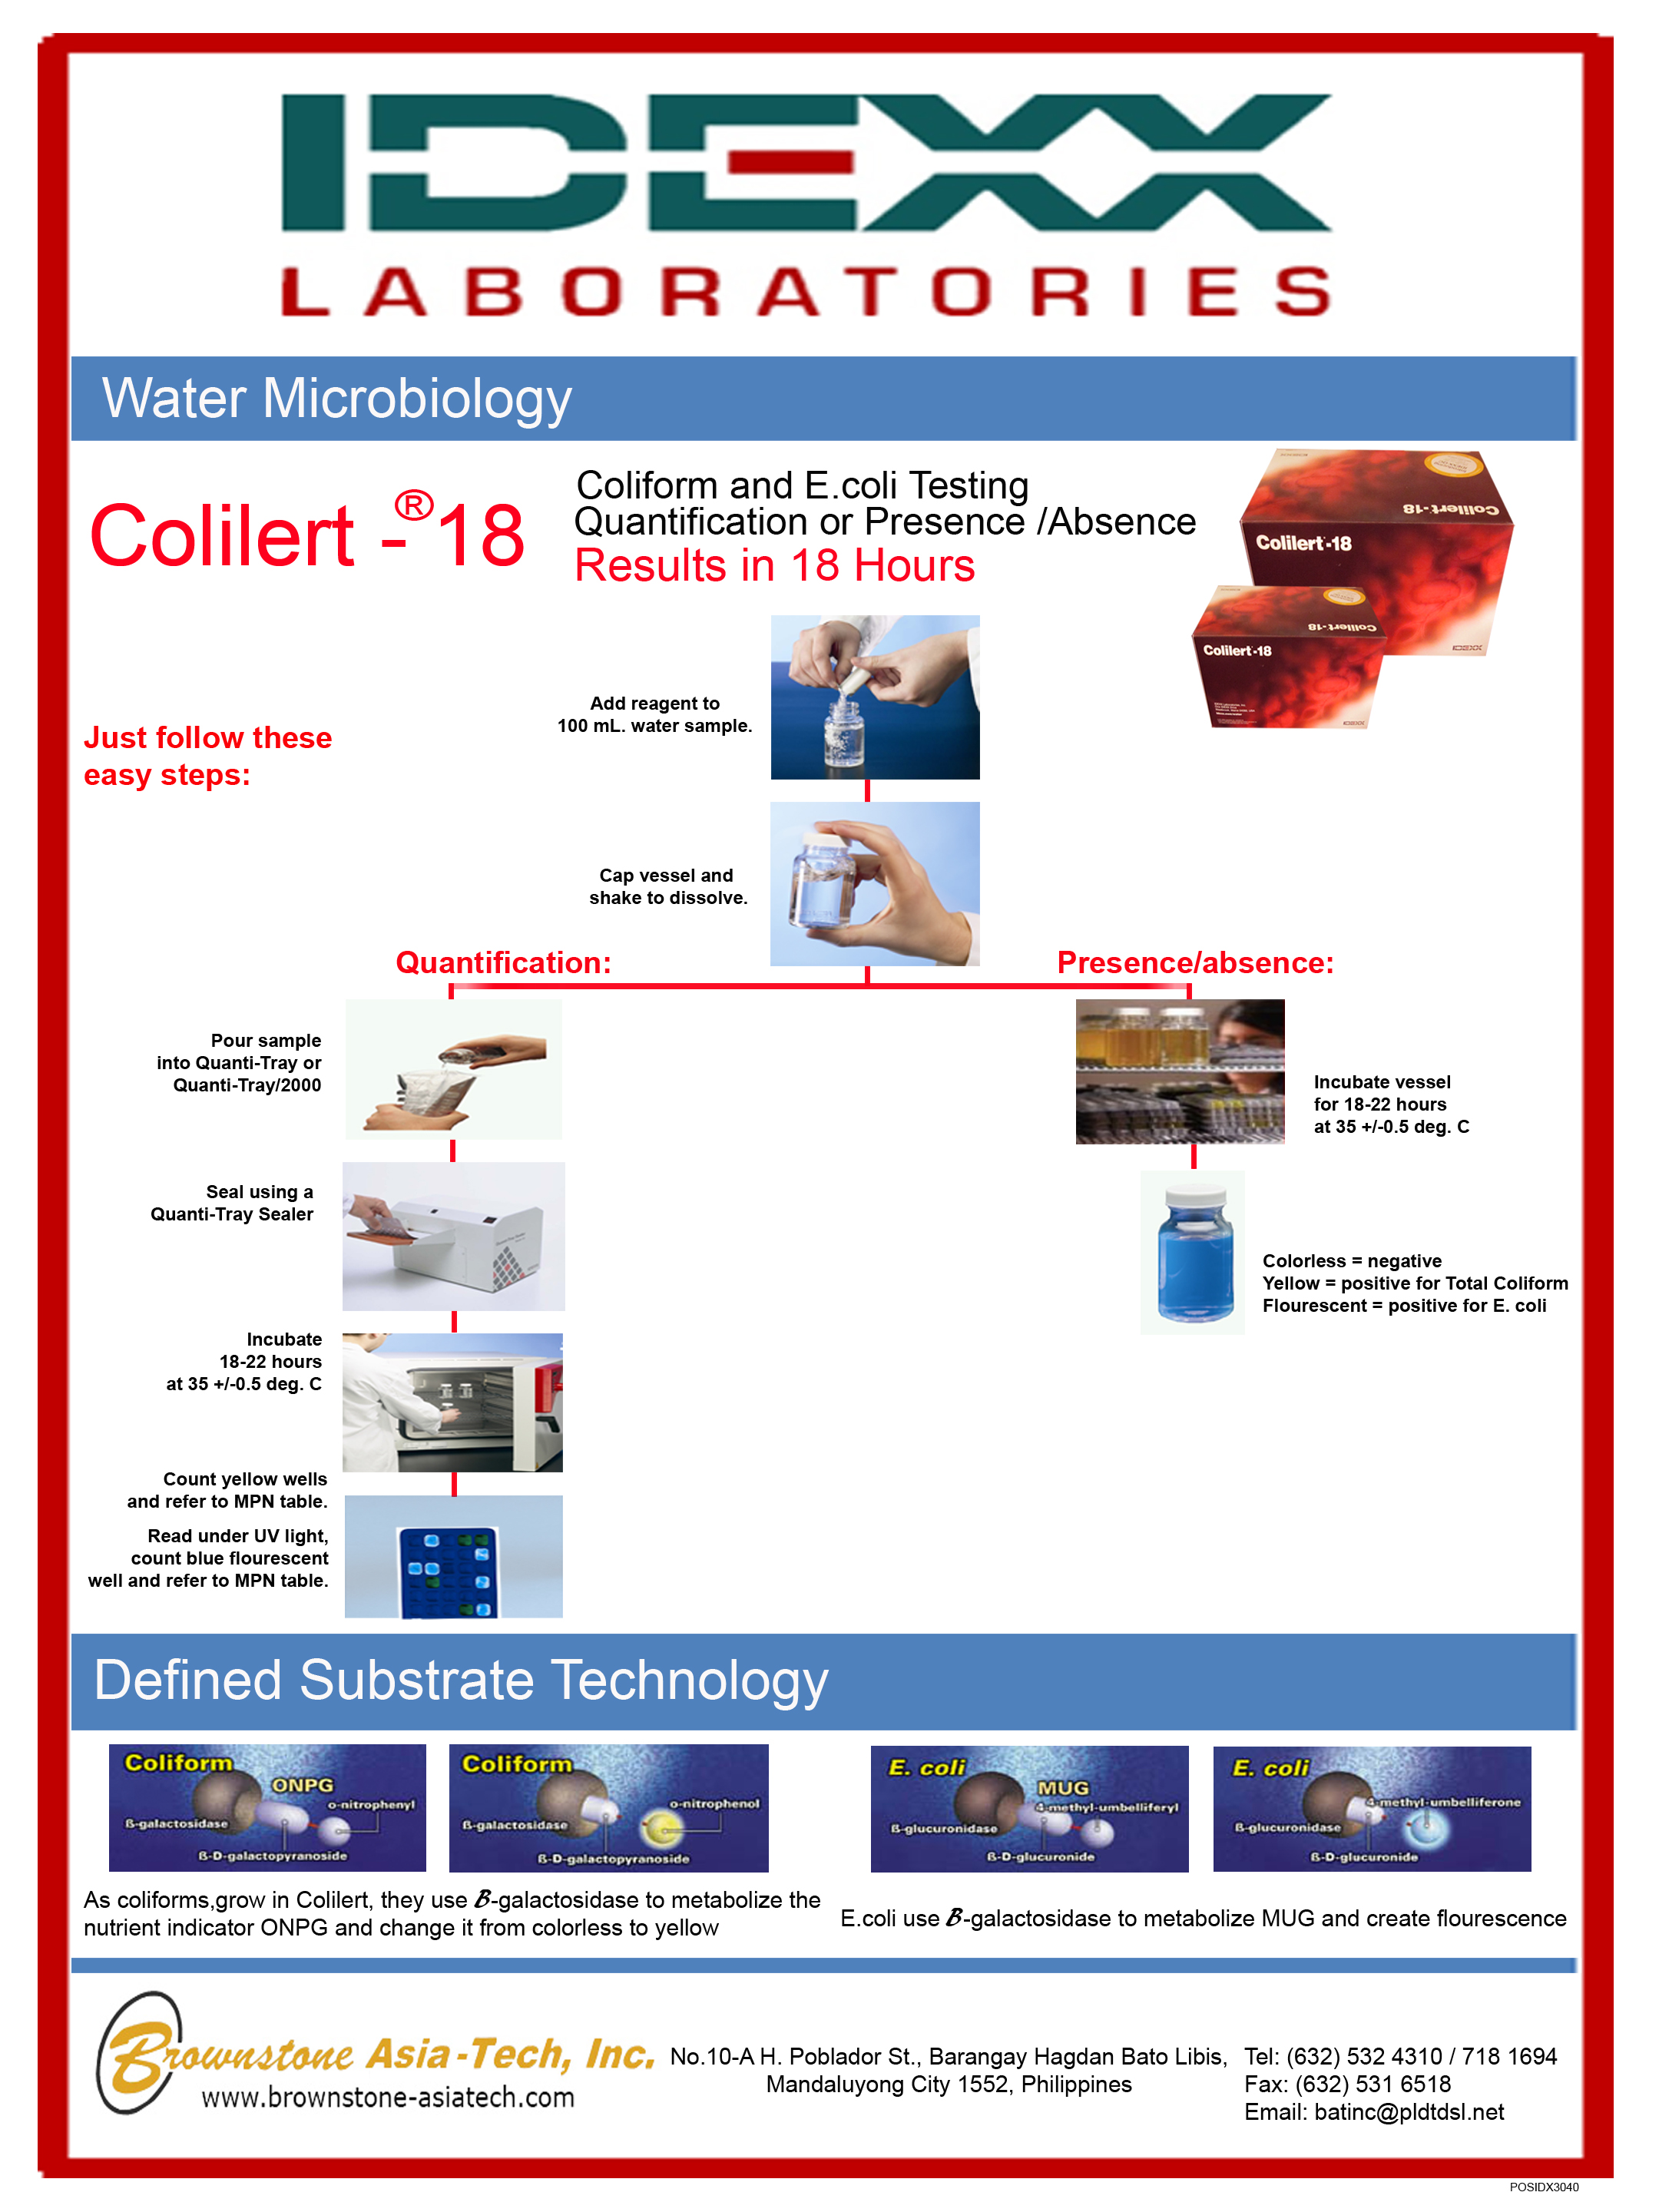 IDEXX
LABORATORIES
Water Microbiology
Colilert -®18
Coliform and E.coli Testing
Quantification or Presence /Absence
Results in 18 Hours
Colilert-18
Colilert®-18
Colilert-18
IDEXX
Colilert-18
Colilert®-18
IDEXX
Just follow these
easy steps:
Add reagent to
100 mL. water sample.
Cap vessel and
shake to dissolve.
Quantification:
Pour sample
into Quanti-Tray or
Quanti-Tray/2000
Seal using a
Quanti-Tray Sealer
Incubate
18-22 hours
at 35 +/-0.5 deg. C
Count yellow wells
and refer to MPN table.
Read under UV light,
count blue flourescent
well and refer to MPN table.
Presence/absence:
Incubate vessel
for 18-22 hours
at 35 +/-0.5 deg. C
Colorless = negative
Yellow = positive for Total Coliform
Flourescent = positive for E. coli
Defined Substrate Technology
Coliform
ONPG
o-nitrophenyl
ß-galactosidase
ß-D-galactopyranoside
Coliform
o-nitrophenol
ß-galactosidase
ß-D-galactopyranoside
As coliforms,grow in Colilert, they use B-galactosidase to metabolize the
nutrient indicator ONPG and change it from colorless to yellow
E. coli
MUG
4-methyl-umbelliferyl
ß-glucuronidase
ß-D-glucuronide
E. coli
4-methyl-umbelliferone
ß-glucuronidase
ß-D-glucuronide
E.coli use B-galactosidase to metabolize MUG and create flourescence
Brownstone Asia-Tech, Inc.
www.brownstone-asiatech.com
No.10-A H. Poblador St., Barangay Hagdan Bato Libis,
Mandaluyong City 1552, Philippines
Tel: (632) 532 4310 / 718 1694
Fax: (632) 531 6518
Email: batinc@pldtdsl.net
POSIDX3040